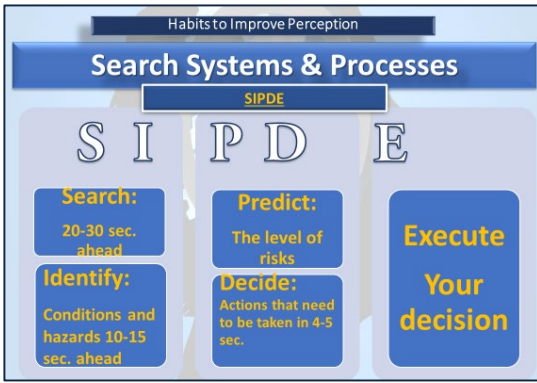 Habits to Improve Perception
Search Systems & Processes
SIPDE
S I P D E
Search:
20-30 sec.
ahead
Identify:
Conditions and
hazards 10-15
sec. ahead
Predict:
The level of
risks
Decide:
Actions that need
to be taken in 4-5
sec.
Execute
Your
decision